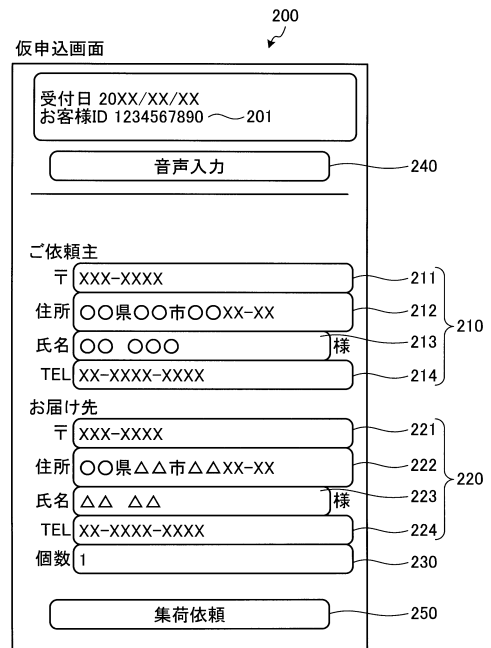 200
仮申込画面
受付日 20XX/XX/XX
お客様ID 1234567890 201
音声入力 240
ご依頼主
〒 XXX-XXXX 211
住所 〇〇県〇〇市〇〇XX-XX 212
氏名 〇〇 〇〇〇 様 213
210
TEL XX-XXXX-XXXX 214
お届け先
〒 XXX-XXXX 221
住所 〇〇県△△市△△XX-XX 222
220
氏名 △△ △△ 様 223
TEL XX-XXXX-XXXX 224
個数 1 230
集荷依頼 250